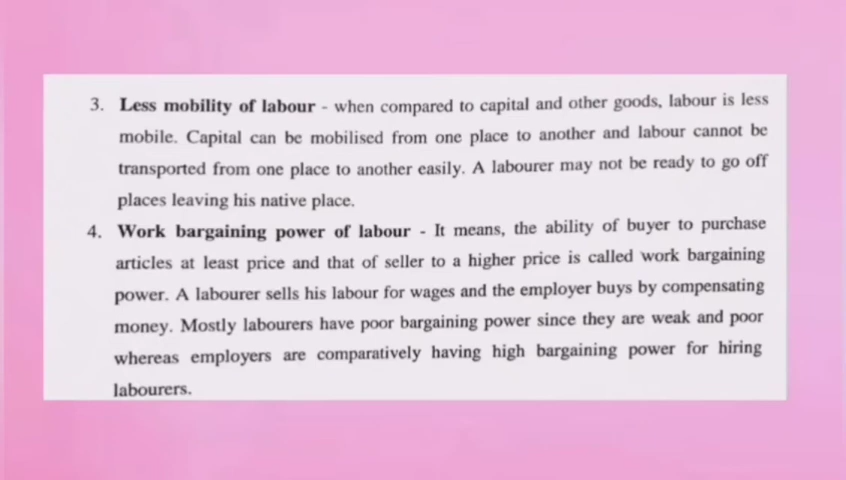 3. Less mobility of labour - when compared to capital and other goods, labour is less
mobile. Capital can be mobilised from one place to another and labour cannot be
transported from one place to another easily. A labourer may not be ready to go off
places leaving his native place.
4. Work bargaining power of labour - It means, the ability of buyer to purchase
articles at least price and that of seller to a higher price is called work bargaining
power. A labourer sells his labour for wages and the employer buys by compensating
money. Mostly labourers have poor bargaining power since they are weak and poor
whereas employers are comparatively having high bargaining power for hiring
labourers.